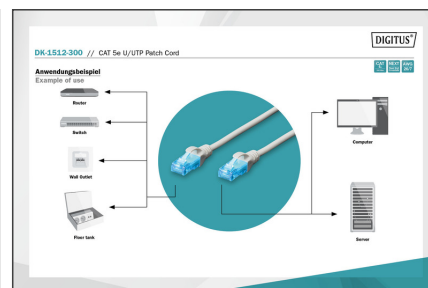 DIGITUS®
DK-1512-300 // CAT 5e U/UTP Patch Cord
Anwendungsbeispiel
Example of use
Router
Switch
Wall Outlet
Floor tank
Computer
Server